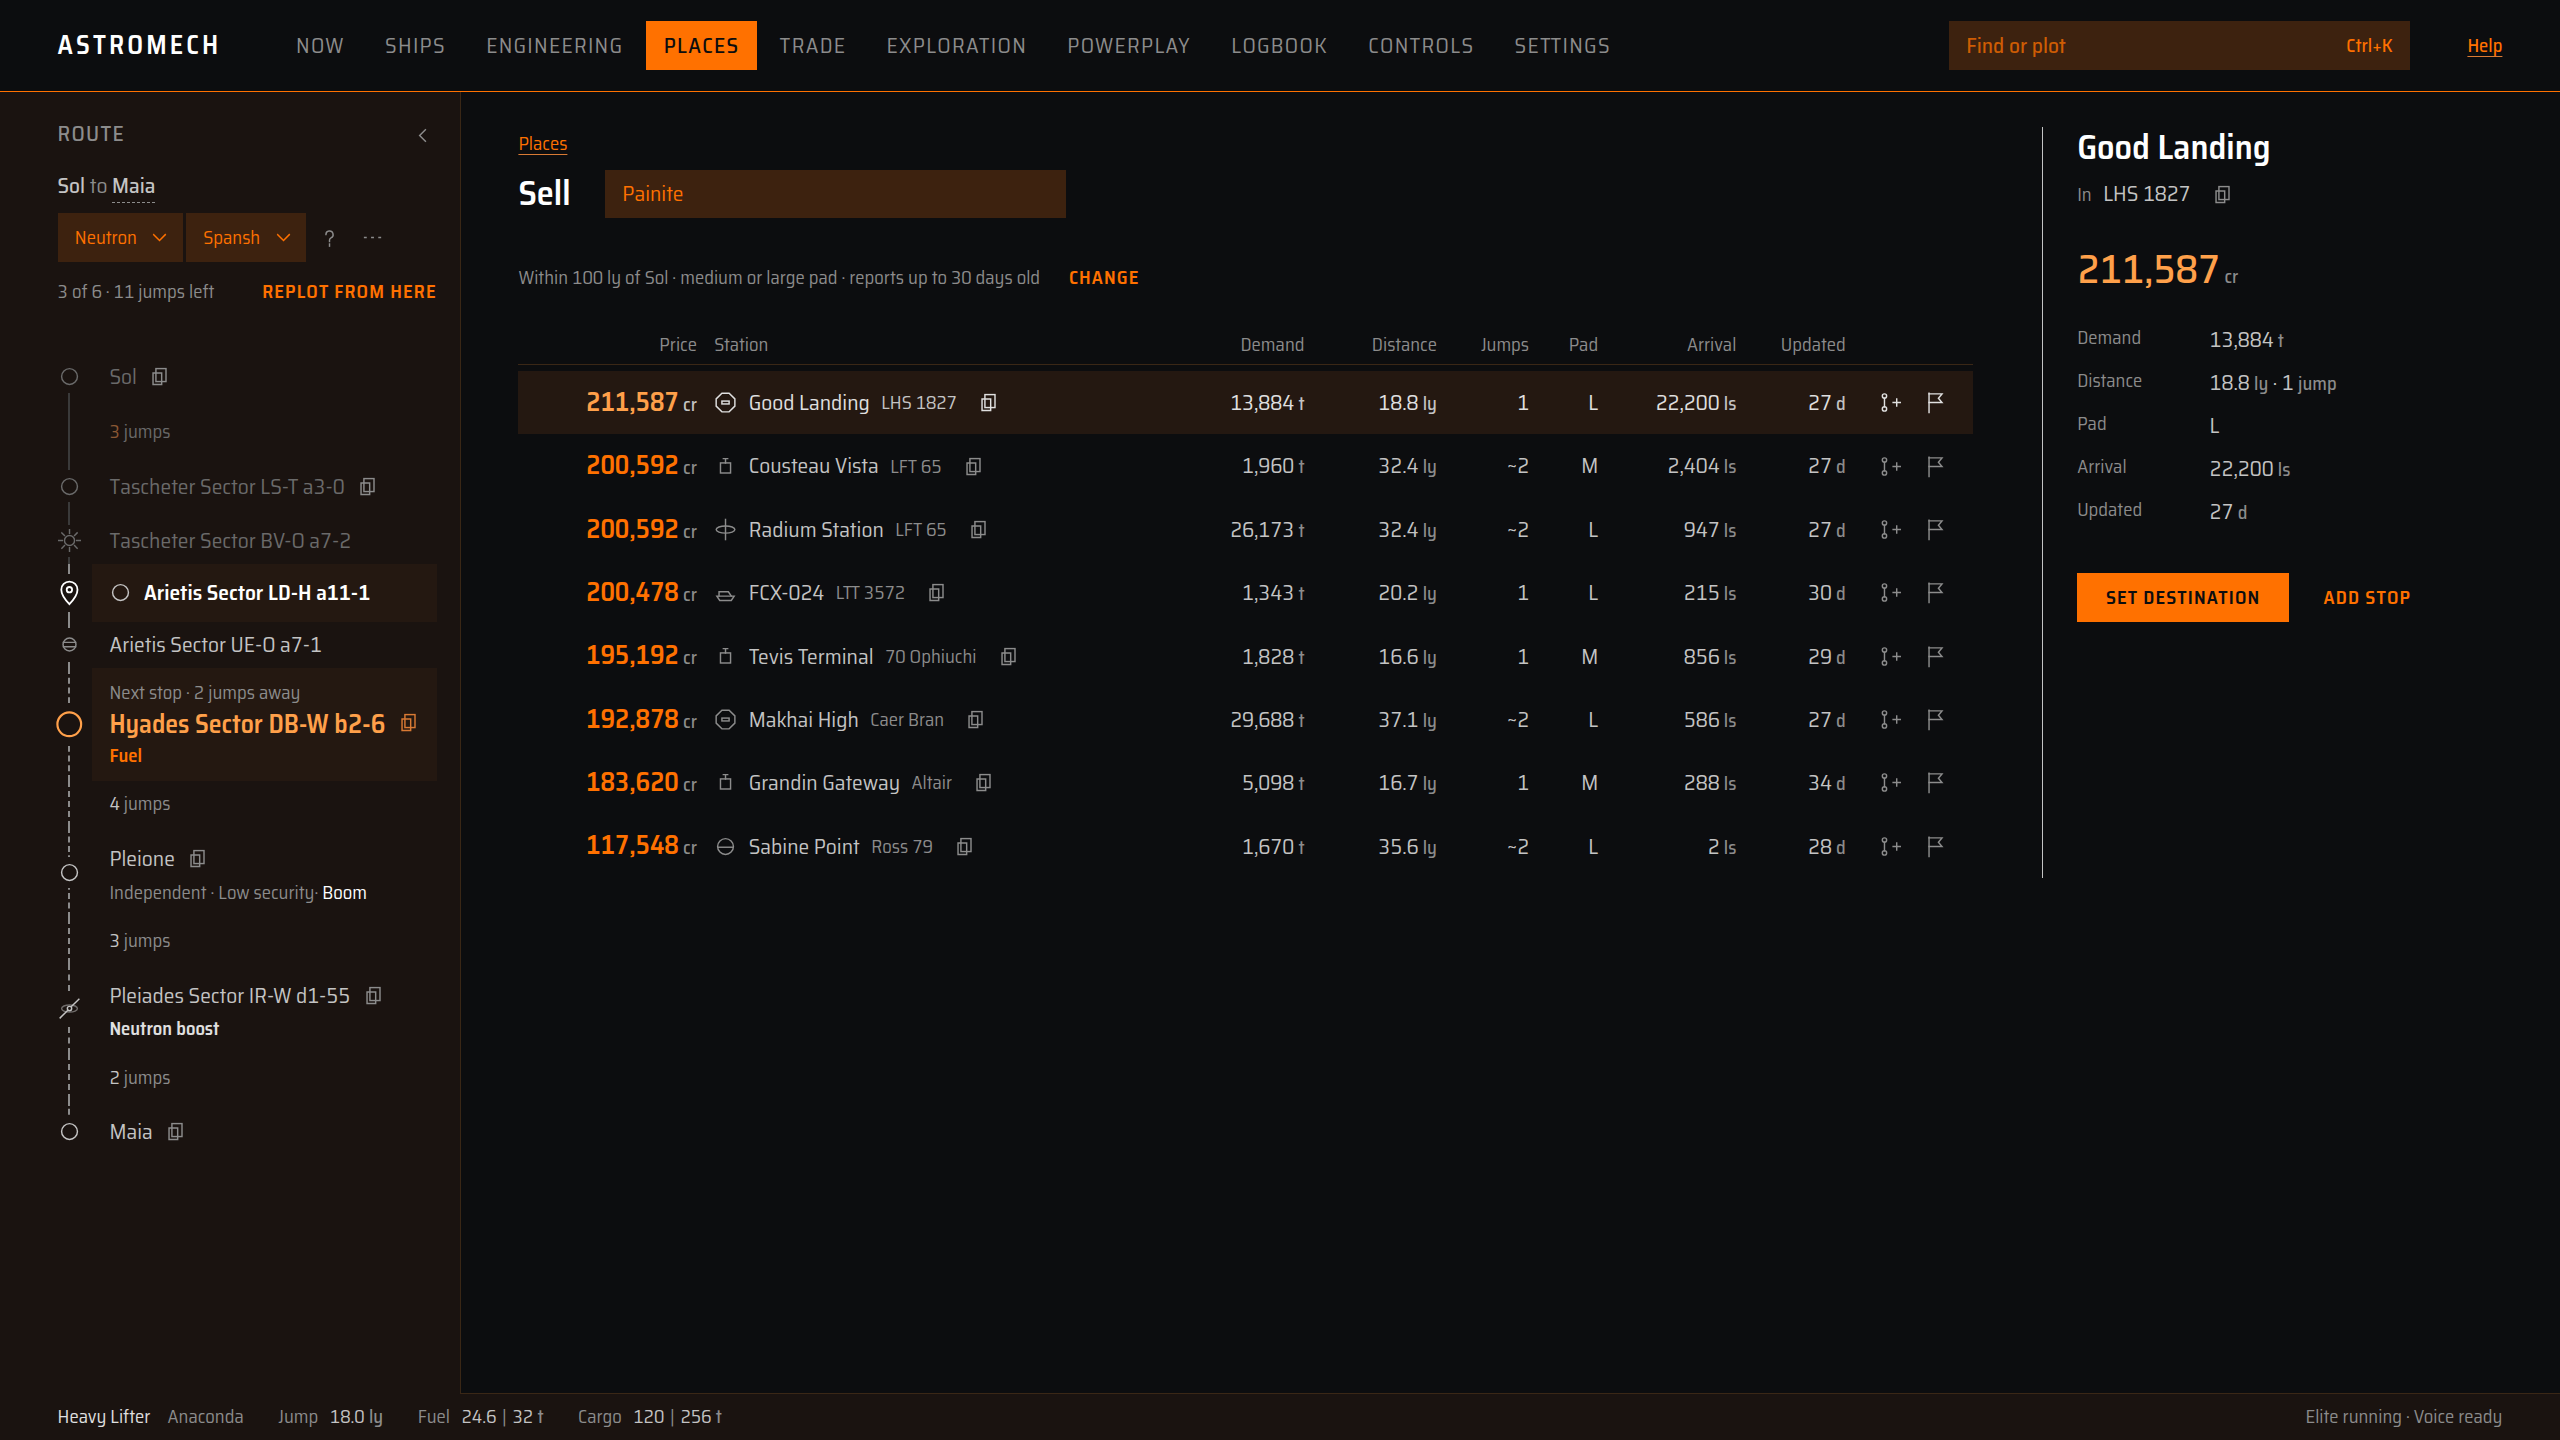 ASTROMECH NOW SHIPS ENGINEERING PLACES TRADE EXPLORATION POWERPLAY LOGBOOK CONTROLS SETTINGS Find or plot Ctrl+K Help
ROUTE
Sol to Maia
Neutron Spansh ? ---
3 of 6 · 11 jumps left REPLOT FROM HERE
Sol
3 jumps
Tascheter Sector LS-T a3-0
Tascheter Sector BV-O a7-2
Arietis Sector LD-H a11-1
Arietis Sector UE-O a7-1
Next stop · 2 jumps away
Hyades Sector DB-W b2-6
Fuel
4 jumps
Pleione
Independent · Low security· Boom
3 jumps
Pleiades Sector IR-W d1-55
Neutron boost
2 jumps
Maia
Places
Sell Painite
Within 100 ly of Sol · medium or large pad · reports up to 30 days old CHANGE
Price Station Demand Distance Jumps Pad Arrival Updated
211,587 cr Good Landing LHS 1827 13,884 t 18.8 ly 1 L 22,200 ls 27 d
200,592 cr Cousteau Vista LFT 65 1,960 t 32.4 ly ~2 M 2,404 ls 27 d
200,592 cr Radium Station LFT 65 26,173 t 32.4 ly ~2 L 947 ls 27 d
200,478 cr FCX-024 LTT 3572 1,343 t 20.2 ly 1 L 215 ls 30 d
195,192 cr Tevis Terminal 70 Ophiuchi 1,828 t 16.6 ly 1 M 856 ls 29 d
192,878 cr Makhai High Caer Bran 29,688 t 37.1 ly ~2 L 586 ls 27 d
183,620 cr Grandin Gateway Altair 5,098 t 16.7 ly 1 M 288 ls 34 d
117,548 cr Sabine Point Ross 79 1,670 t 35.6 ly ~2 L 2 ls 28 d
Good Landing
In LHS 1827
211,587 cr
Demand 13,884 t
Distance 18.8 ly · 1 jump
Pad L
Arrival 22,200 ls
Updated 27 d
SET DESTINATION ADD STOP
Heavy Lifter Anaconda Jump 18.0 ly Fuel 24.6 | 32 t Cargo 120 | 256 t Elite running · Voice ready